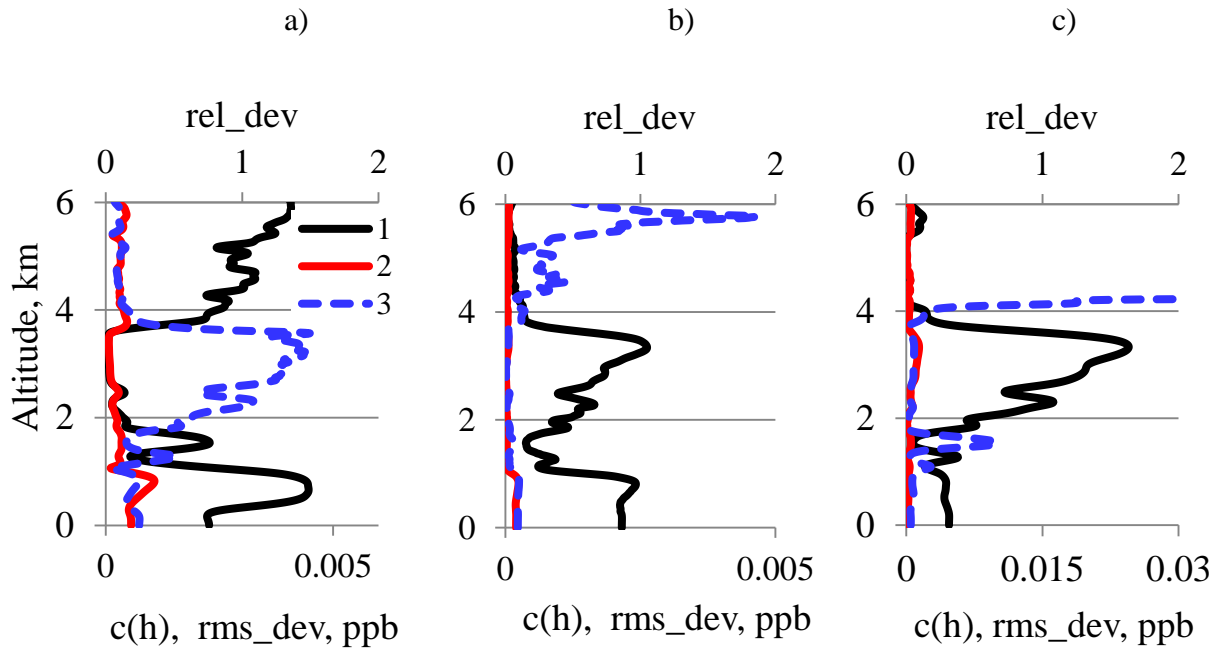 a) b) c)
rel_dev rel_dev rel_dev
0 1 2 0 1 2 0 1 2
6 6 6
1
2
3
4 4 4
2 2 2
0 0 0
Altitude, km
0 0.005 0 0.005 0 0.015 0.03
c(h), rms_dev, ppb c(h), rms_dev, ppb c(h), rms_dev, ppb